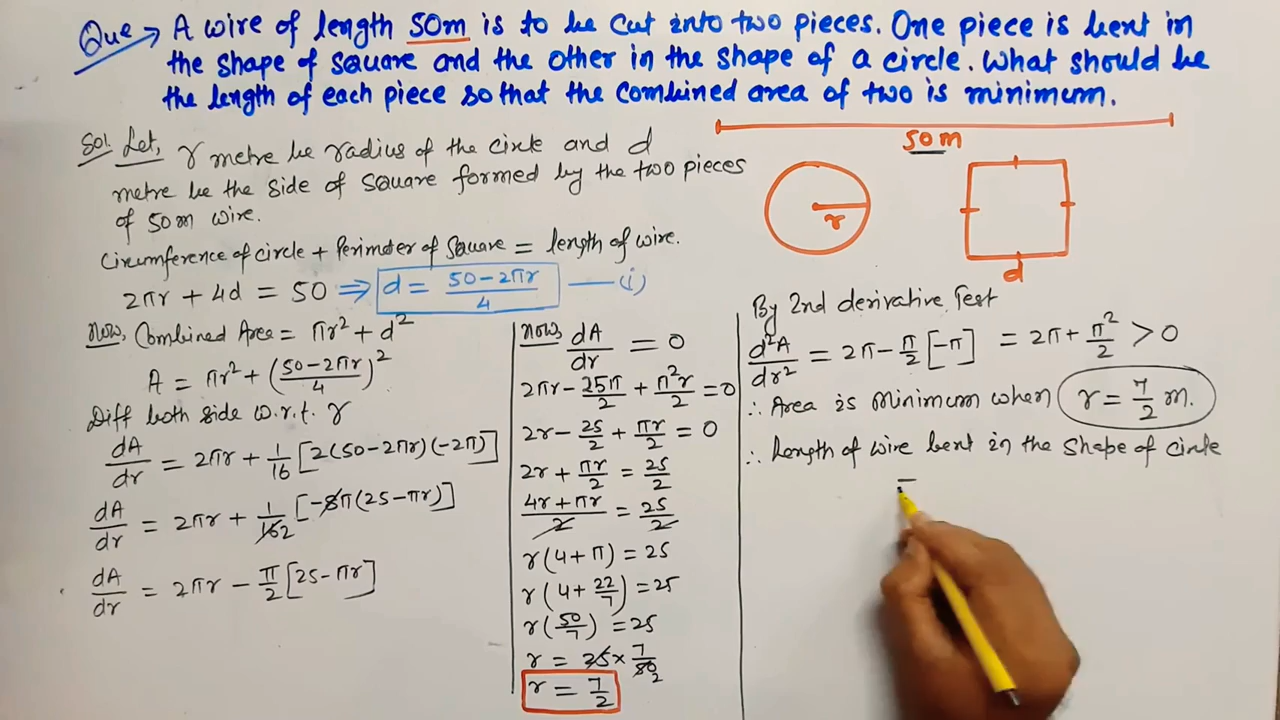 Que → A wire of length 50m is to be cut into two pieces. One piece is bent in
the shape of square and the other in the shape of a circle. What should be
the length of each piece so that the combined area of two is minimum.
Sol. Let, r metre be radius of the circle and d
metre be the side of square formed by the two pieces
of 50m wire.
Circumference of circle + Perimeter of Square = length of wire.
2πr + 4d = 50 ⇒ d = (50-2πr)/4 — (i)
Now, Combined Area = πr² + d²
A = πr² + ((50-2πr)/4)²
Diff both side w.r.t. r
dA/dr = 2πr + 1/16 [2(50-2πr)(-2π)]
dA/dr = 2πr + 1/162 [-8π(25-πr)]
dA/dr = 2πr - π/2 [25-πr]
Now, dA/dr = 0
2πr - 25π/2 + π²r/2 = 0
2r - 25/2 + πr/2 = 0
2r + πr/2 = 25/2
(4r+πr)/2 = 25/2
r(4+π) = 25
r(4+22/7) = 25
r(50/7) = 25
r = 25 × 7/50 2
r = 7/2
50m
r
d
By 2nd derivative Test
d²A/dr² = 2π - π/2 [-π] = 2π + π²/2 > 0
∴ Area is Minimum when r = 7/2 m.
∴ Length of wire bent in the shape of circle